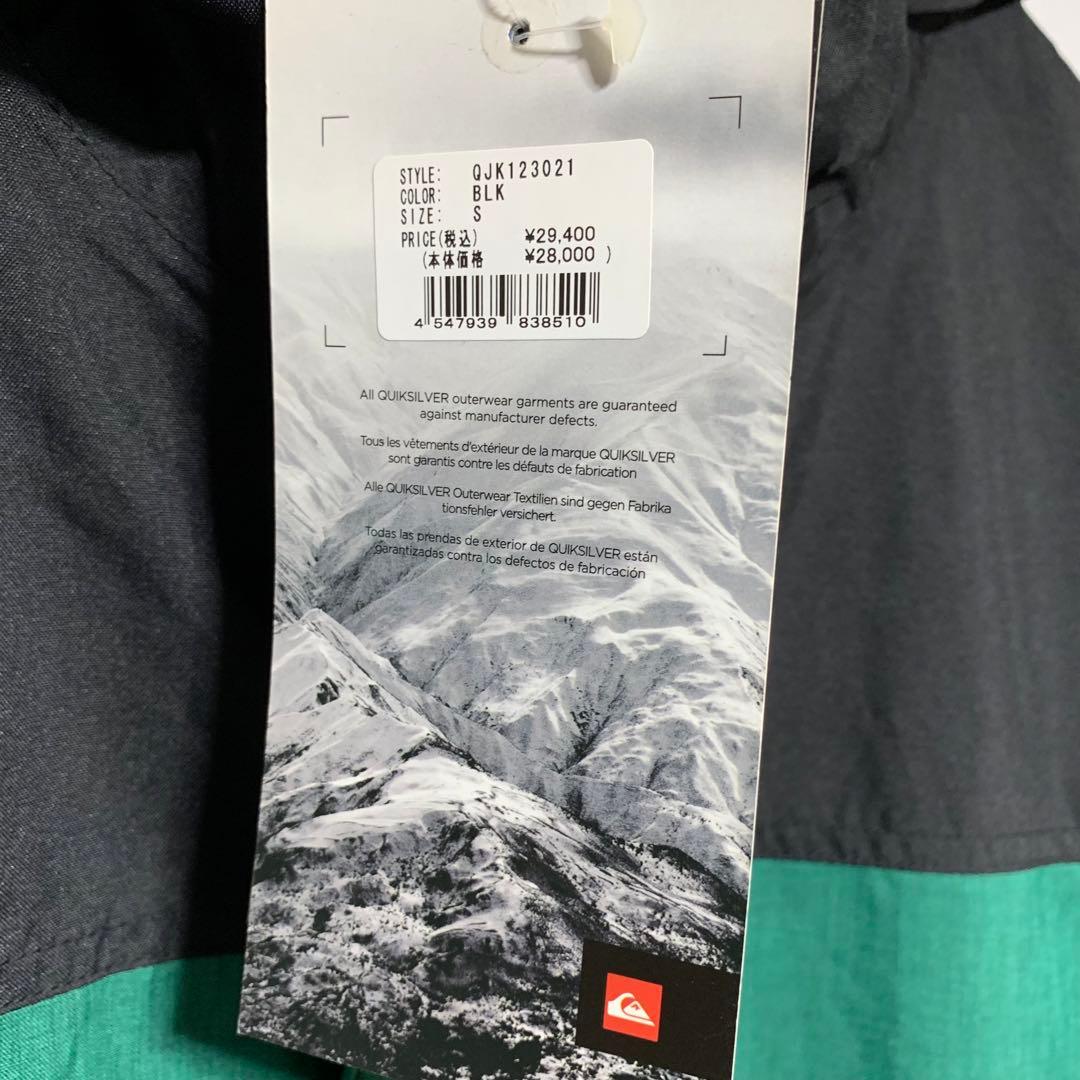 STYLE: QJK123021
COLOR: BLK
SIZE: S
PRICE(税込) ¥29,400
(本体価格 ¥28,000 )
4 547939 838510
All QUIKSILVER outerwear garments are guaranteed
against manufacturer defects.
Tous les vêtements d'extérieur de la marque QUIKSILVER
sont garantis contre les défauts de fabrication
Alle QUIKSILVER Outerwear Textilien sind gegen Fabrika
tionsfehler versichert.
Todas las prendas de exterior de QUIKSILVER están
garantizadas contra los defectos de fabricación